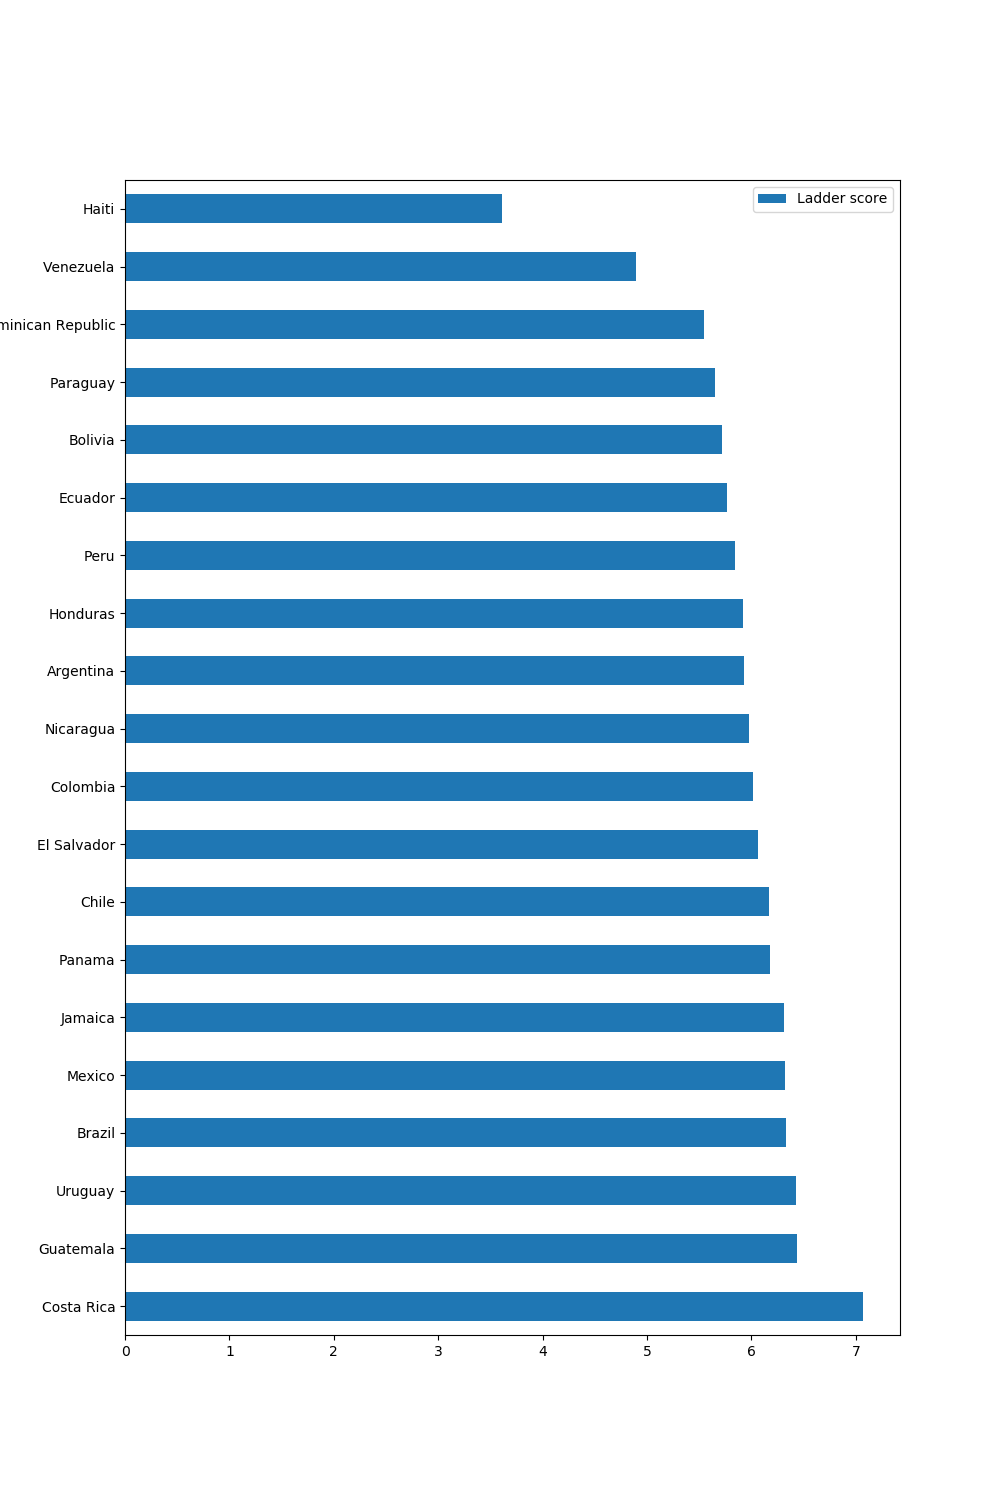 Ladder score
Haiti
Venezuela
minican Republic
Paraguay
Bolivia
Ecuador
Peru
Honduras
Argentina
Nicaragua
Colombia
El Salvador
Chile
Panama
Jamaica
Mexico
Brazil
Uruguay
Guatemala
Costa Rica
0 1 2 3 4 5 6 7